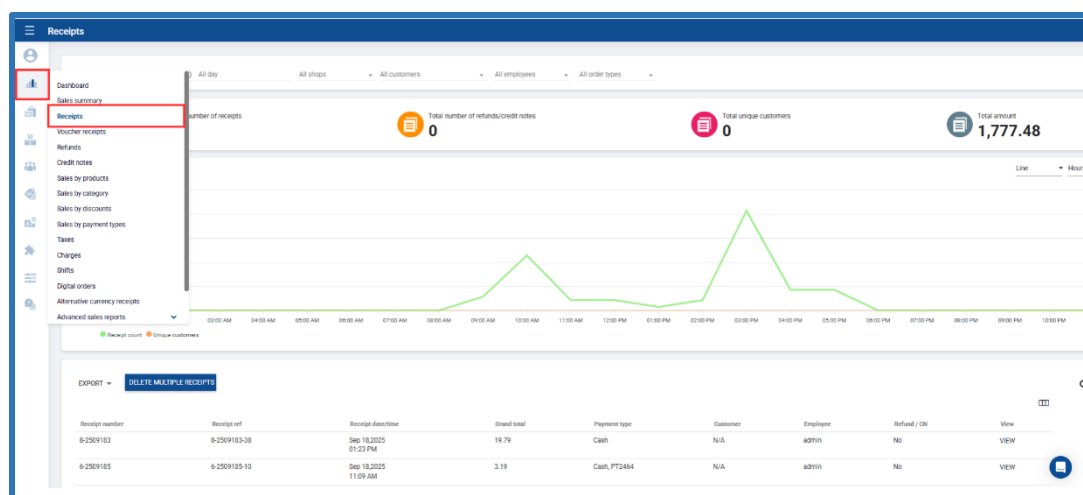 Receipts
All day All shops All customers All employees All order types
Dashboard
Sales summary
Receipts
Voucher receipts
Refunds
Credit notes
Sales by products
Sales by category
Sales by discounts
Sales by payment types
Taxes
Charges
Shifts
Digital orders
Alternative currency receipts
Advanced sales reports
number of receipts
Total number of refunds/credit notes
0
Total unique customers
0
Total amount
1,777.48
Line Hour
03:00 AM 04:00 AM 05:00 AM 06:00 AM 07:00 AM 08:00 AM 09:00 AM 10:00 AM 11:00 AM 12:00 PM 01:00 PM 02:00 PM 03:00 PM 04:00 PM 05:00 PM 06:00 PM 07:00 PM 08:00 PM 09:00 PM 10:00 PM
Receipt count Unique customers
EXPORT DELETE MULTIPLE RECEIPTS
Receipt number Receipt ref Receipt date/time Grand total Payment type Customer Employee Refund / CN View
8-2509183 8-2509183-38 Sep 18,2025 19.79 Cash N/A admin No VIEW
01:23 PM
6-2509185 6-2509185-10 Sep 18,2025 3.19 Cash, PT2464 N/A admin No VIEW
11:09 AM